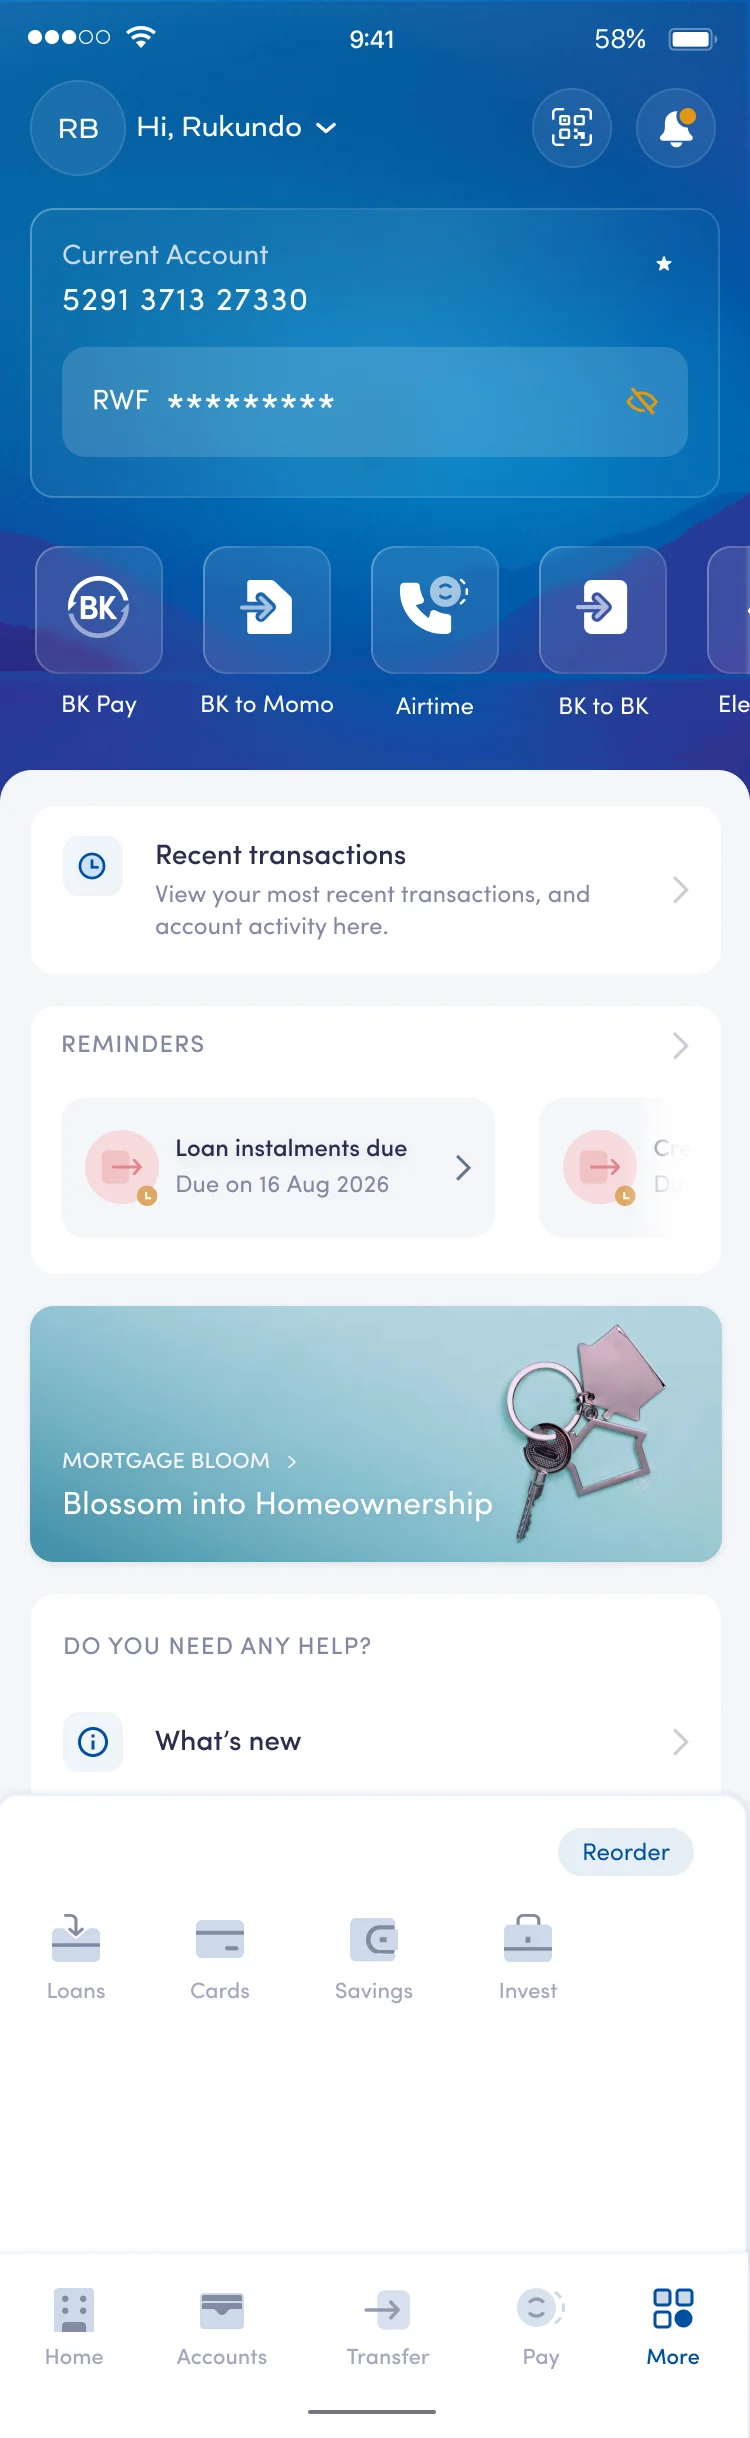 9:41
58%
RB
Hi, Rukundo
Current Account
5291 3713 27330
RWF *********
BK
BK Pay
BK to Momo
Airtime
BK to BK
Ele
Recent transactions
View your most recent transactions, and
account activity here.
REMINDERS
Loan instalments due
Due on 16 Aug 2026
Cre
Du
MORTGAGE BLOOM
Blossom into Homeownership
DO YOU NEED ANY HELP?
What’s new
Reorder
Loans
Cards
Savings
Invest
Home
Accounts
Transfer
Pay
More